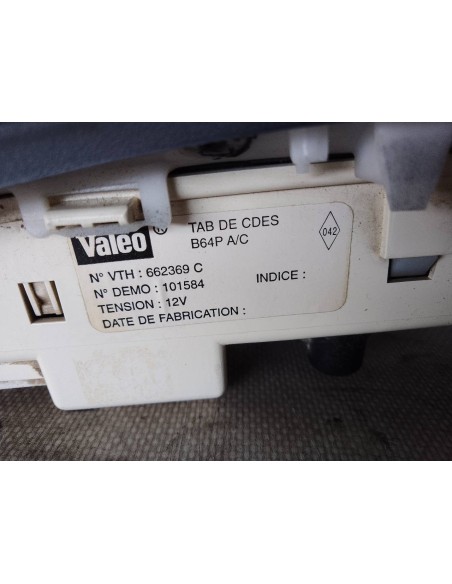 Valeo ® TAB DE CDES
B64P A/C
042
N° VTH : 662369 C
INDICE :
N° DEMO : 101584
TENSION : 12V
DATE DE FABRICATION :